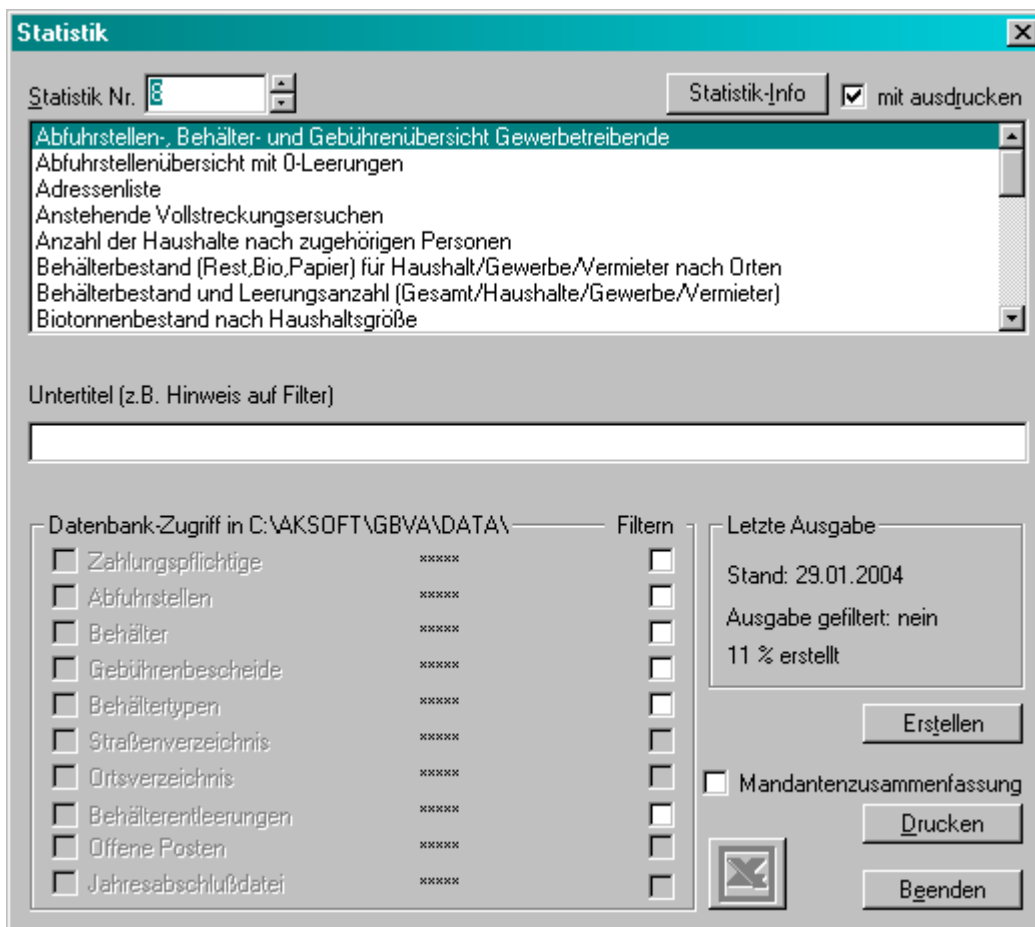 Statistik
Statistik Nr. 8 Statistik-Info mit ausdrucken
Abfuhrstellen-, Behälter- und Gebührenübersicht Gewerbetreibende
Abfuhrstellenübersicht mit 0-Leerungen
Adressenliste
Anstehende Vollstreckungsersuchen
Anzahl der Haushalte nach zugehörigen Personen
Behälterbestand (Rest,Bio,Papier) für Haushalt/Gewerbe/Vermieter nach Orten
Behälterbestand und Leerungsanzahl (Gesamt/Haushalte/Gewerbe/Vermieter)
Biotonnenbestand nach Haushaltsgröße
Untertitel (z.B. Hinweis auf Filter)
Datenbank-Zugriff in C:\AKSOFT\GBVA\DATA\ Filtern
Zahlungspflichtige *****
Abfuhrstellen *****
Behälter *****
Gebührenbescheide *****
Behältertypen *****
Straßenverzeichnis *****
Ortsverzeichnis *****
Behälterentleerungen *****
Offene Posten *****
Jahresabschlußdatei *****
Letzte Ausgabe
Stand: 29.01.2004
Ausgabe gefiltert: nein
11 % erstellt
Erstellen
Mandantenzusammenfassung
Drucken
Beenden